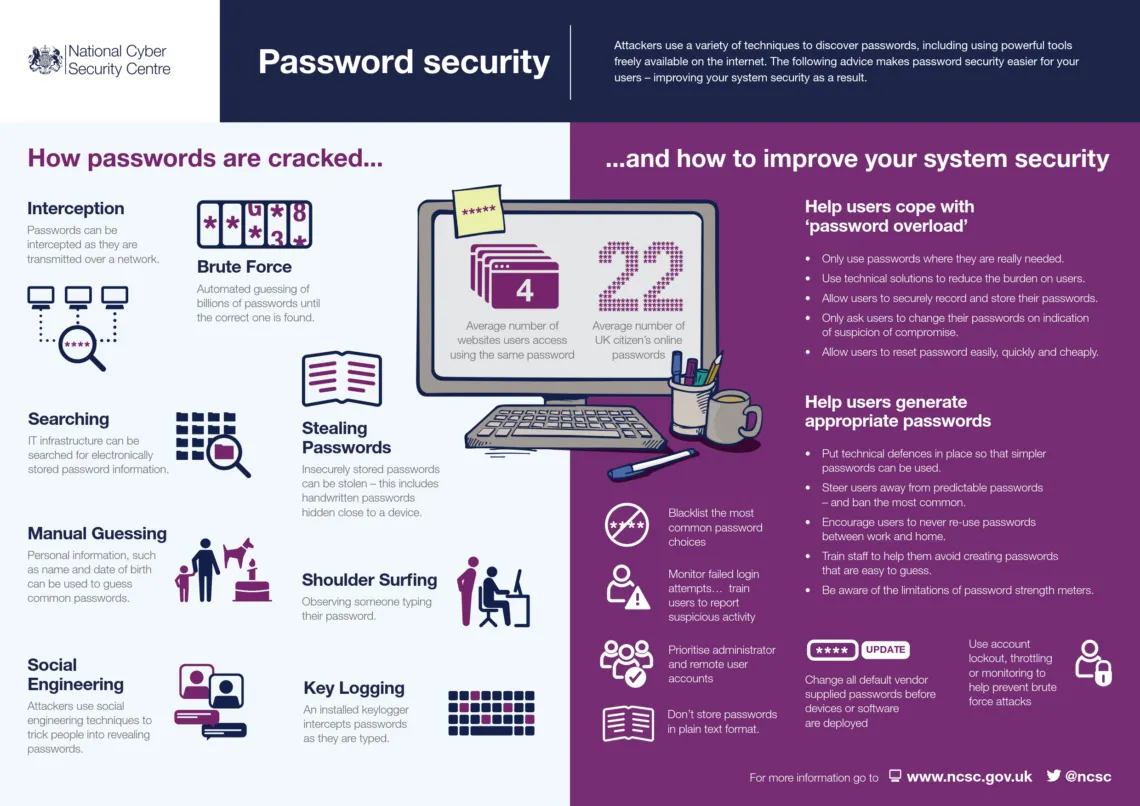 National Cyber
Security Centre
Password security
Attackers use a variety of techniques to discover passwords, including using powerful tools
freely available on the internet. The following advice makes password security easier for your
users – improving your system security as a result.
How passwords are cracked...
Interception
Passwords can be
intercepted as they are
transmitted over a network.
****
**G*8
*3*
Brute Force
Automated guessing of
billions of passwords until
the correct one is found.
Searching
IT infrastructure can be
searched for electronically
stored password information.
Stealing
Passwords
Insecurely stored passwords
can be stolen – this includes
handwritten passwords
hidden close to a device.
Manual Guessing
Personal information, such
as name and date of birth
can be used to guess
common passwords.
Shoulder Surfing
Observing someone typing
their password.
Social
Engineering
Attackers use social
engineering techniques to
trick people into revealing
passwords.
Key Logging
An installed keylogger
intercepts passwords
as they are typed.
*****
4
Average number of
websites users access
using the same password
22
Average number of
UK citizen's online
passwords
...and how to improve your system security
Help users cope with
‘password overload’
• Only use passwords where they are really needed.
• Use technical solutions to reduce the burden on users.
• Allow users to securely record and store their passwords.
• Only ask users to change their passwords on indication
of suspicion of compromise.
• Allow users to reset password easily, quickly and cheaply.
Help users generate
appropriate passwords
• Put technical defences in place so that simpler
passwords can be used.
• Steer users away from predictable passwords
– and ban the most common.
• Encourage users to never re-use passwords
between work and home.
• Train staff to help them avoid creating passwords
that are easy to guess.
• Be aware of the limitations of password strength meters.
****
Blacklist the most
common password
choices
Monitor failed login
attempts… train
users to report
suspicious activity
Prioritise administrator
and remote user
accounts
Don't store passwords
in plain text format.
**** UPDATE
Change all default vendor
supplied passwords before
devices or software
are deployed
Use account
lockout, throttling
or monitoring to
help prevent brute
force attacks
For more information go to www.ncsc.gov.uk @ncsc